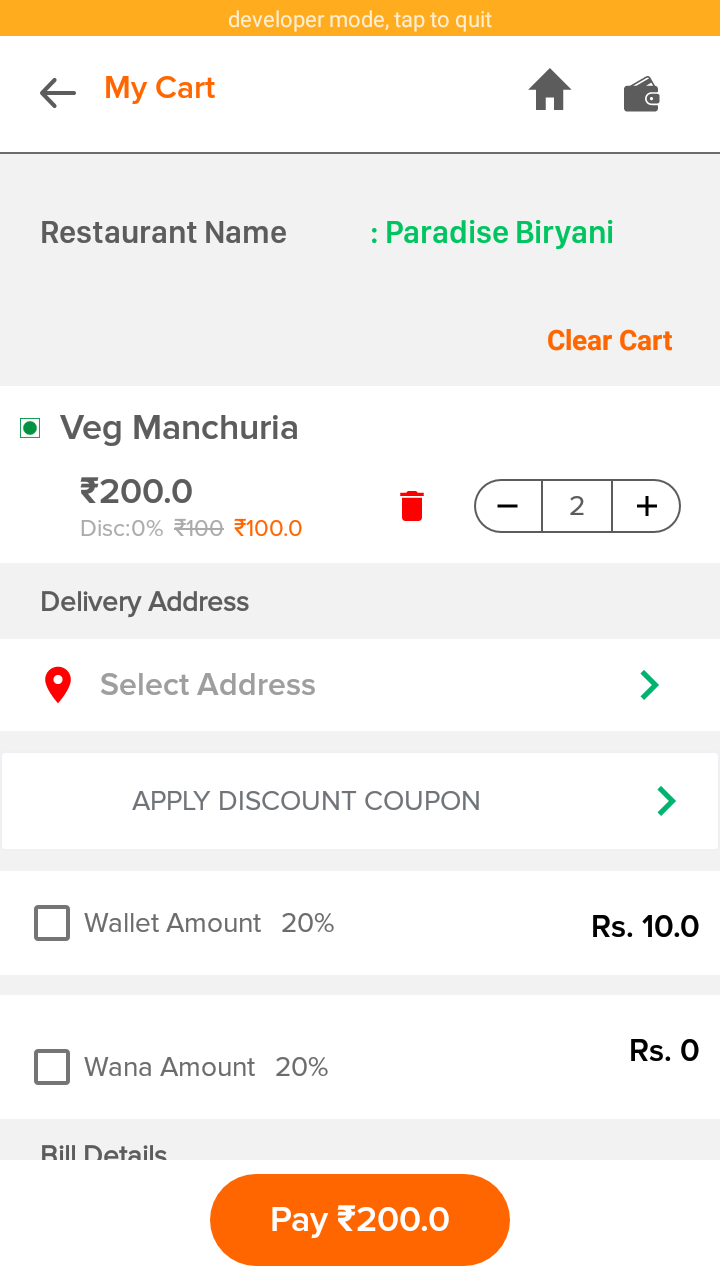 developer mode, tap to quit
My Cart
Restaurant Name : Paradise Biryani
Clear Cart
Veg Manchuria
₹200.0
Disc:0% ₹100 ₹100.0
2
Delivery Address
Select Address
APPLY DISCOUNT COUPON
Wallet Amount 20% Rs. 10.0
Wana Amount 20% Rs. 0
Bill Details
Pay ₹200.0